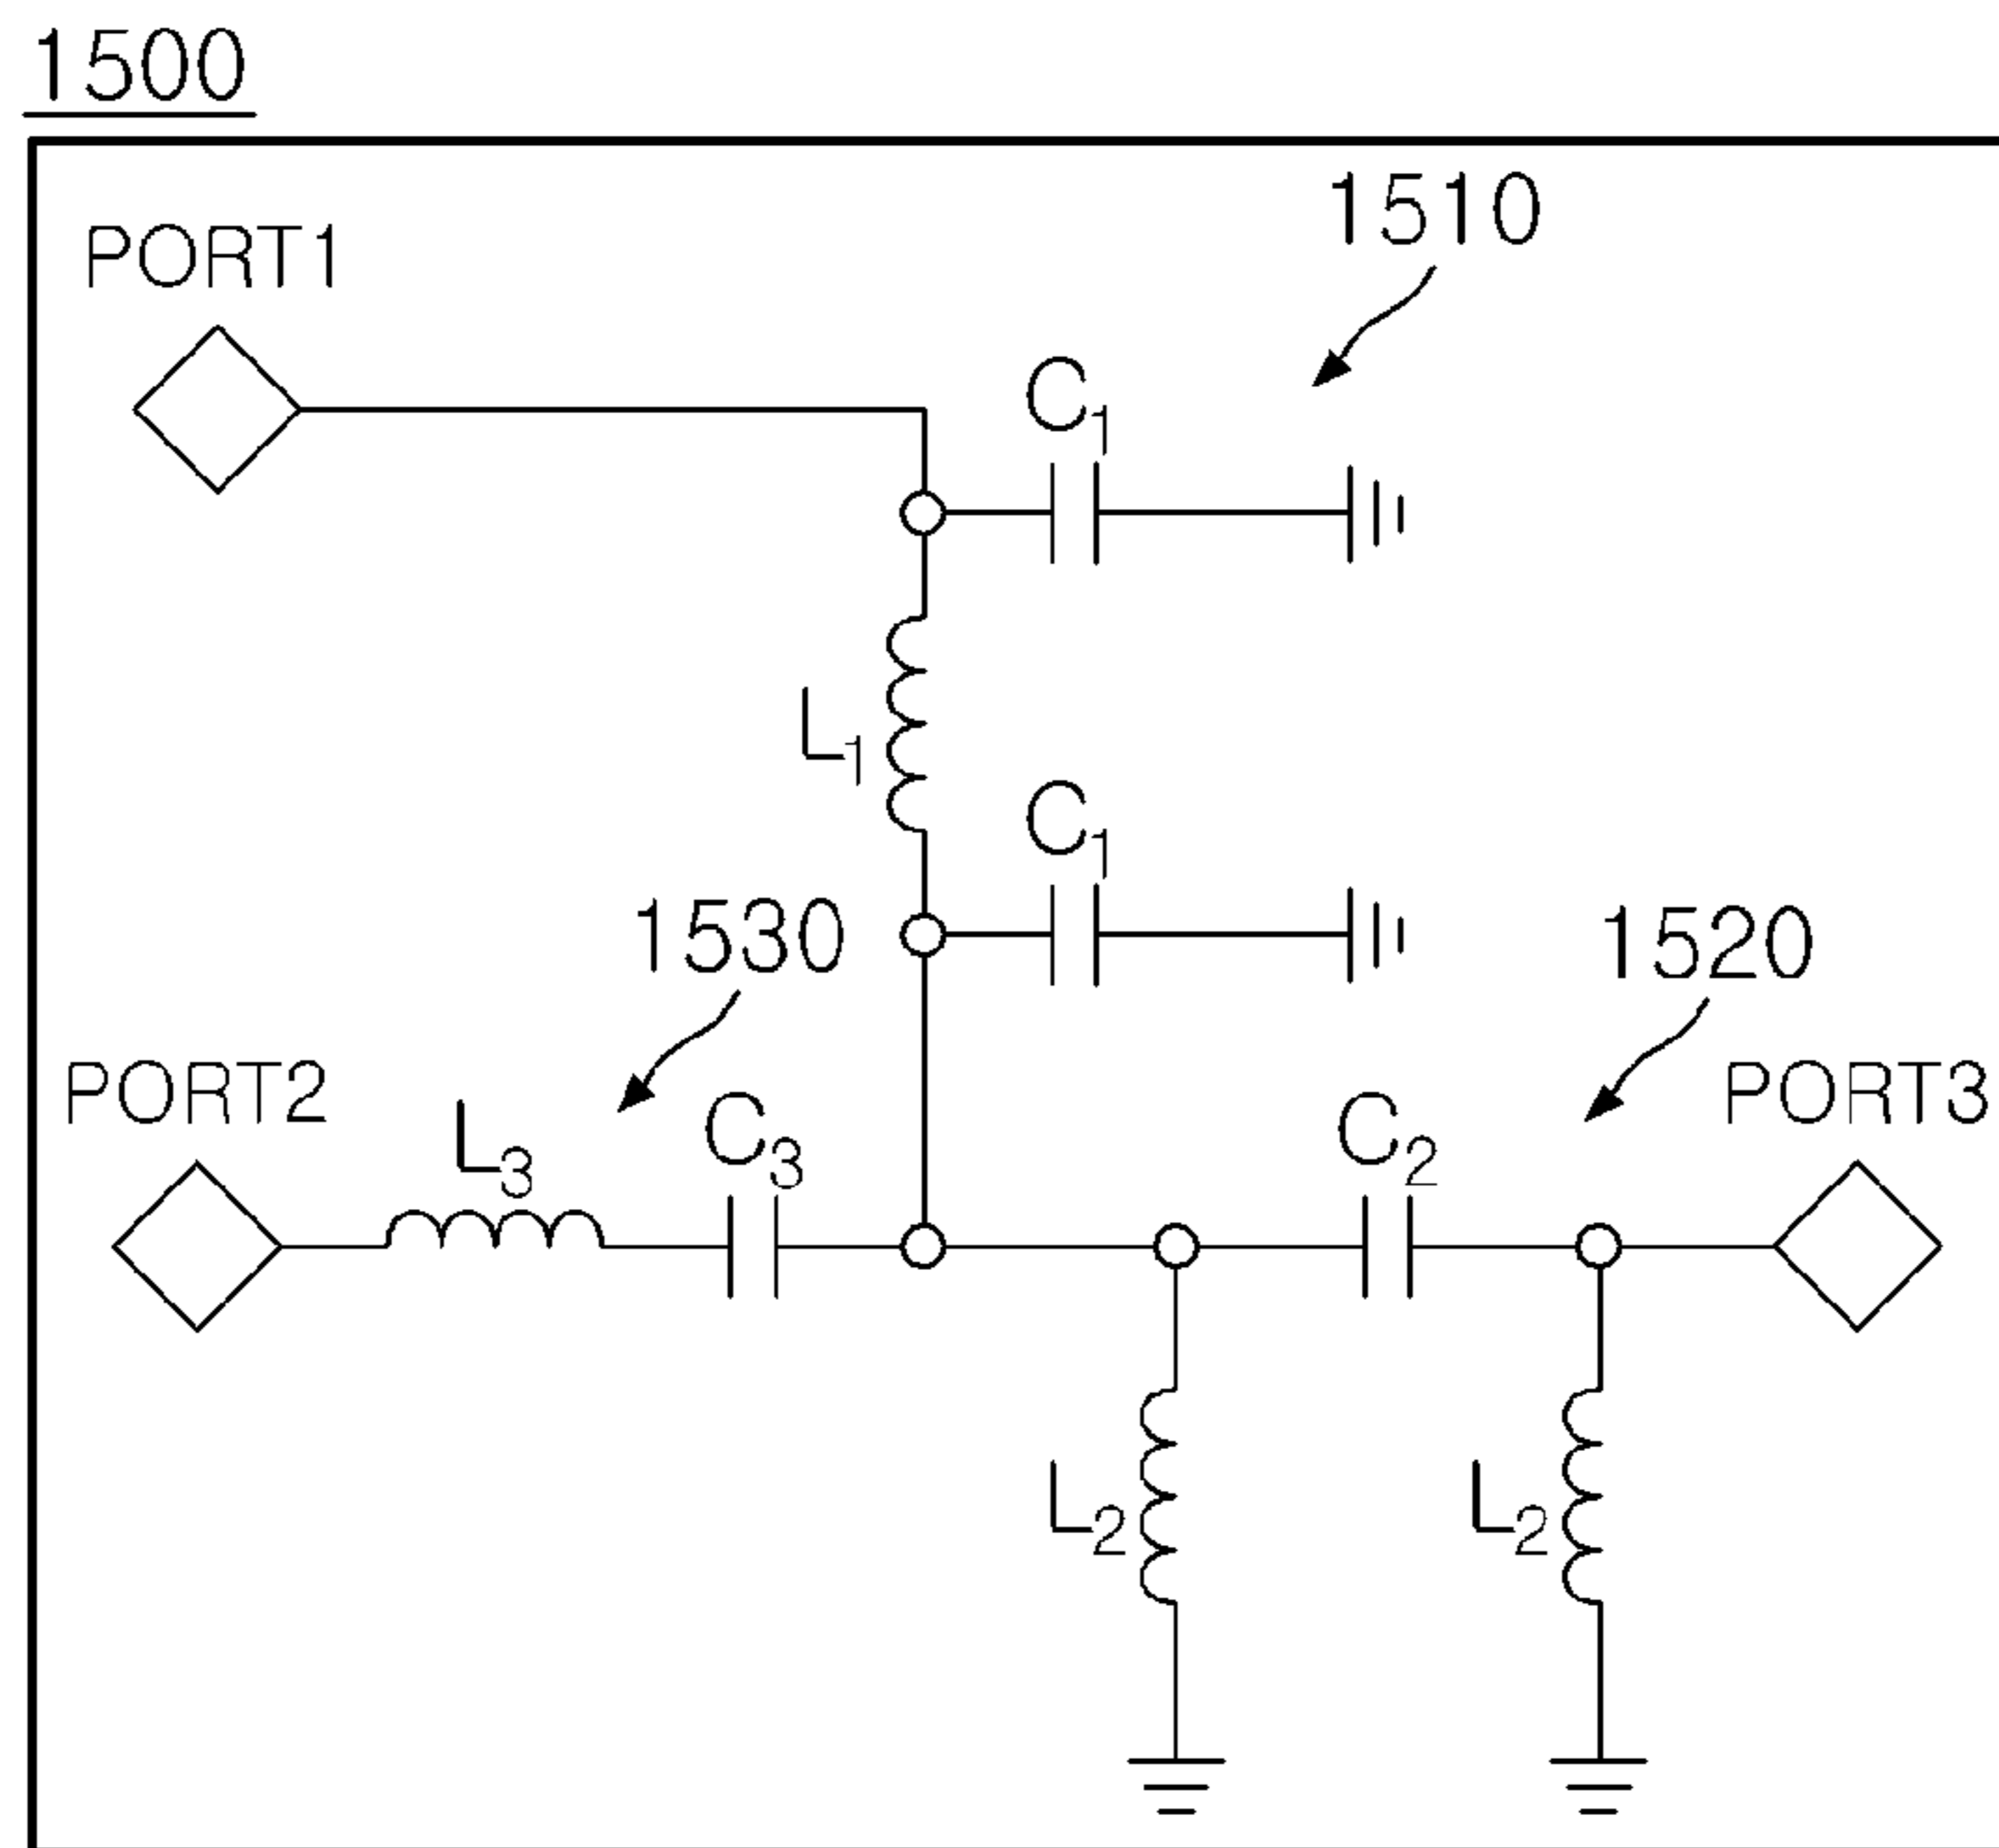 1500
1510
PORT1
C₁
L₁
C₁
1530
1520
PORT2
L₃
C₃
C₂
PORT3
L₂
L₂